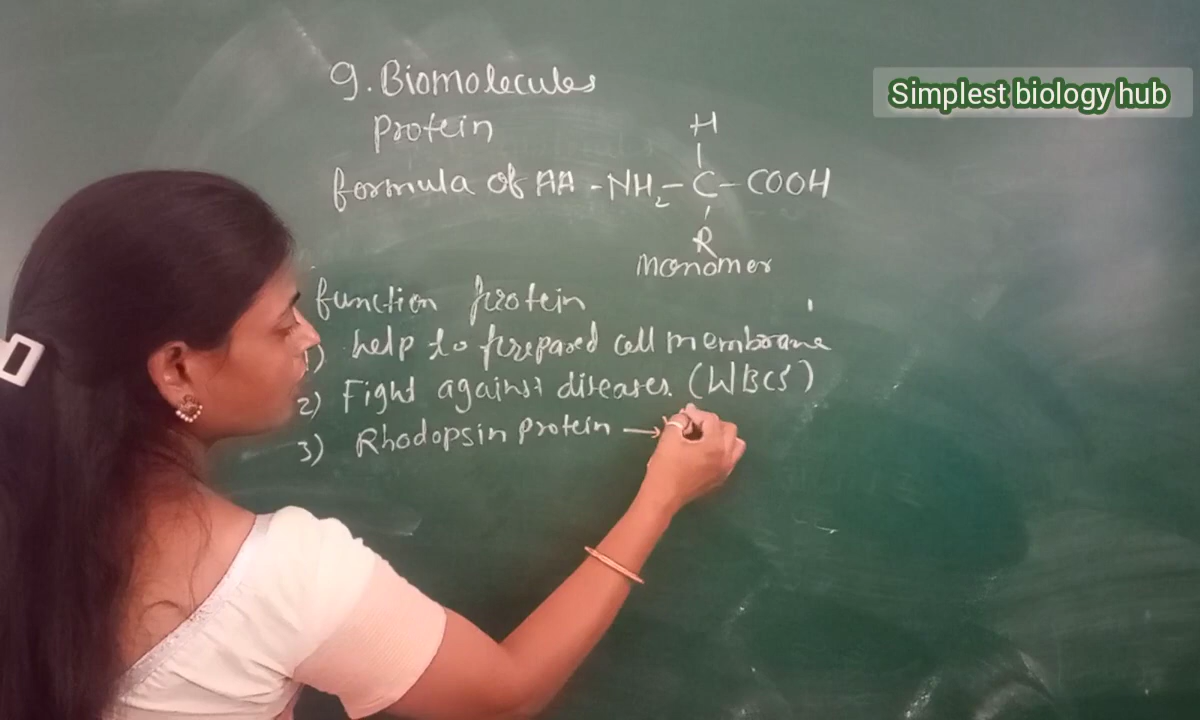 Simplest biology hub
9. Biomolecules
Protein
H
formula of AA - NH₂ - C - COOH
R
Monomer
function protein
1) help to prepared cell membrane
2) Fight against diseases. (WBCS)
3) Rhodopsin protein →